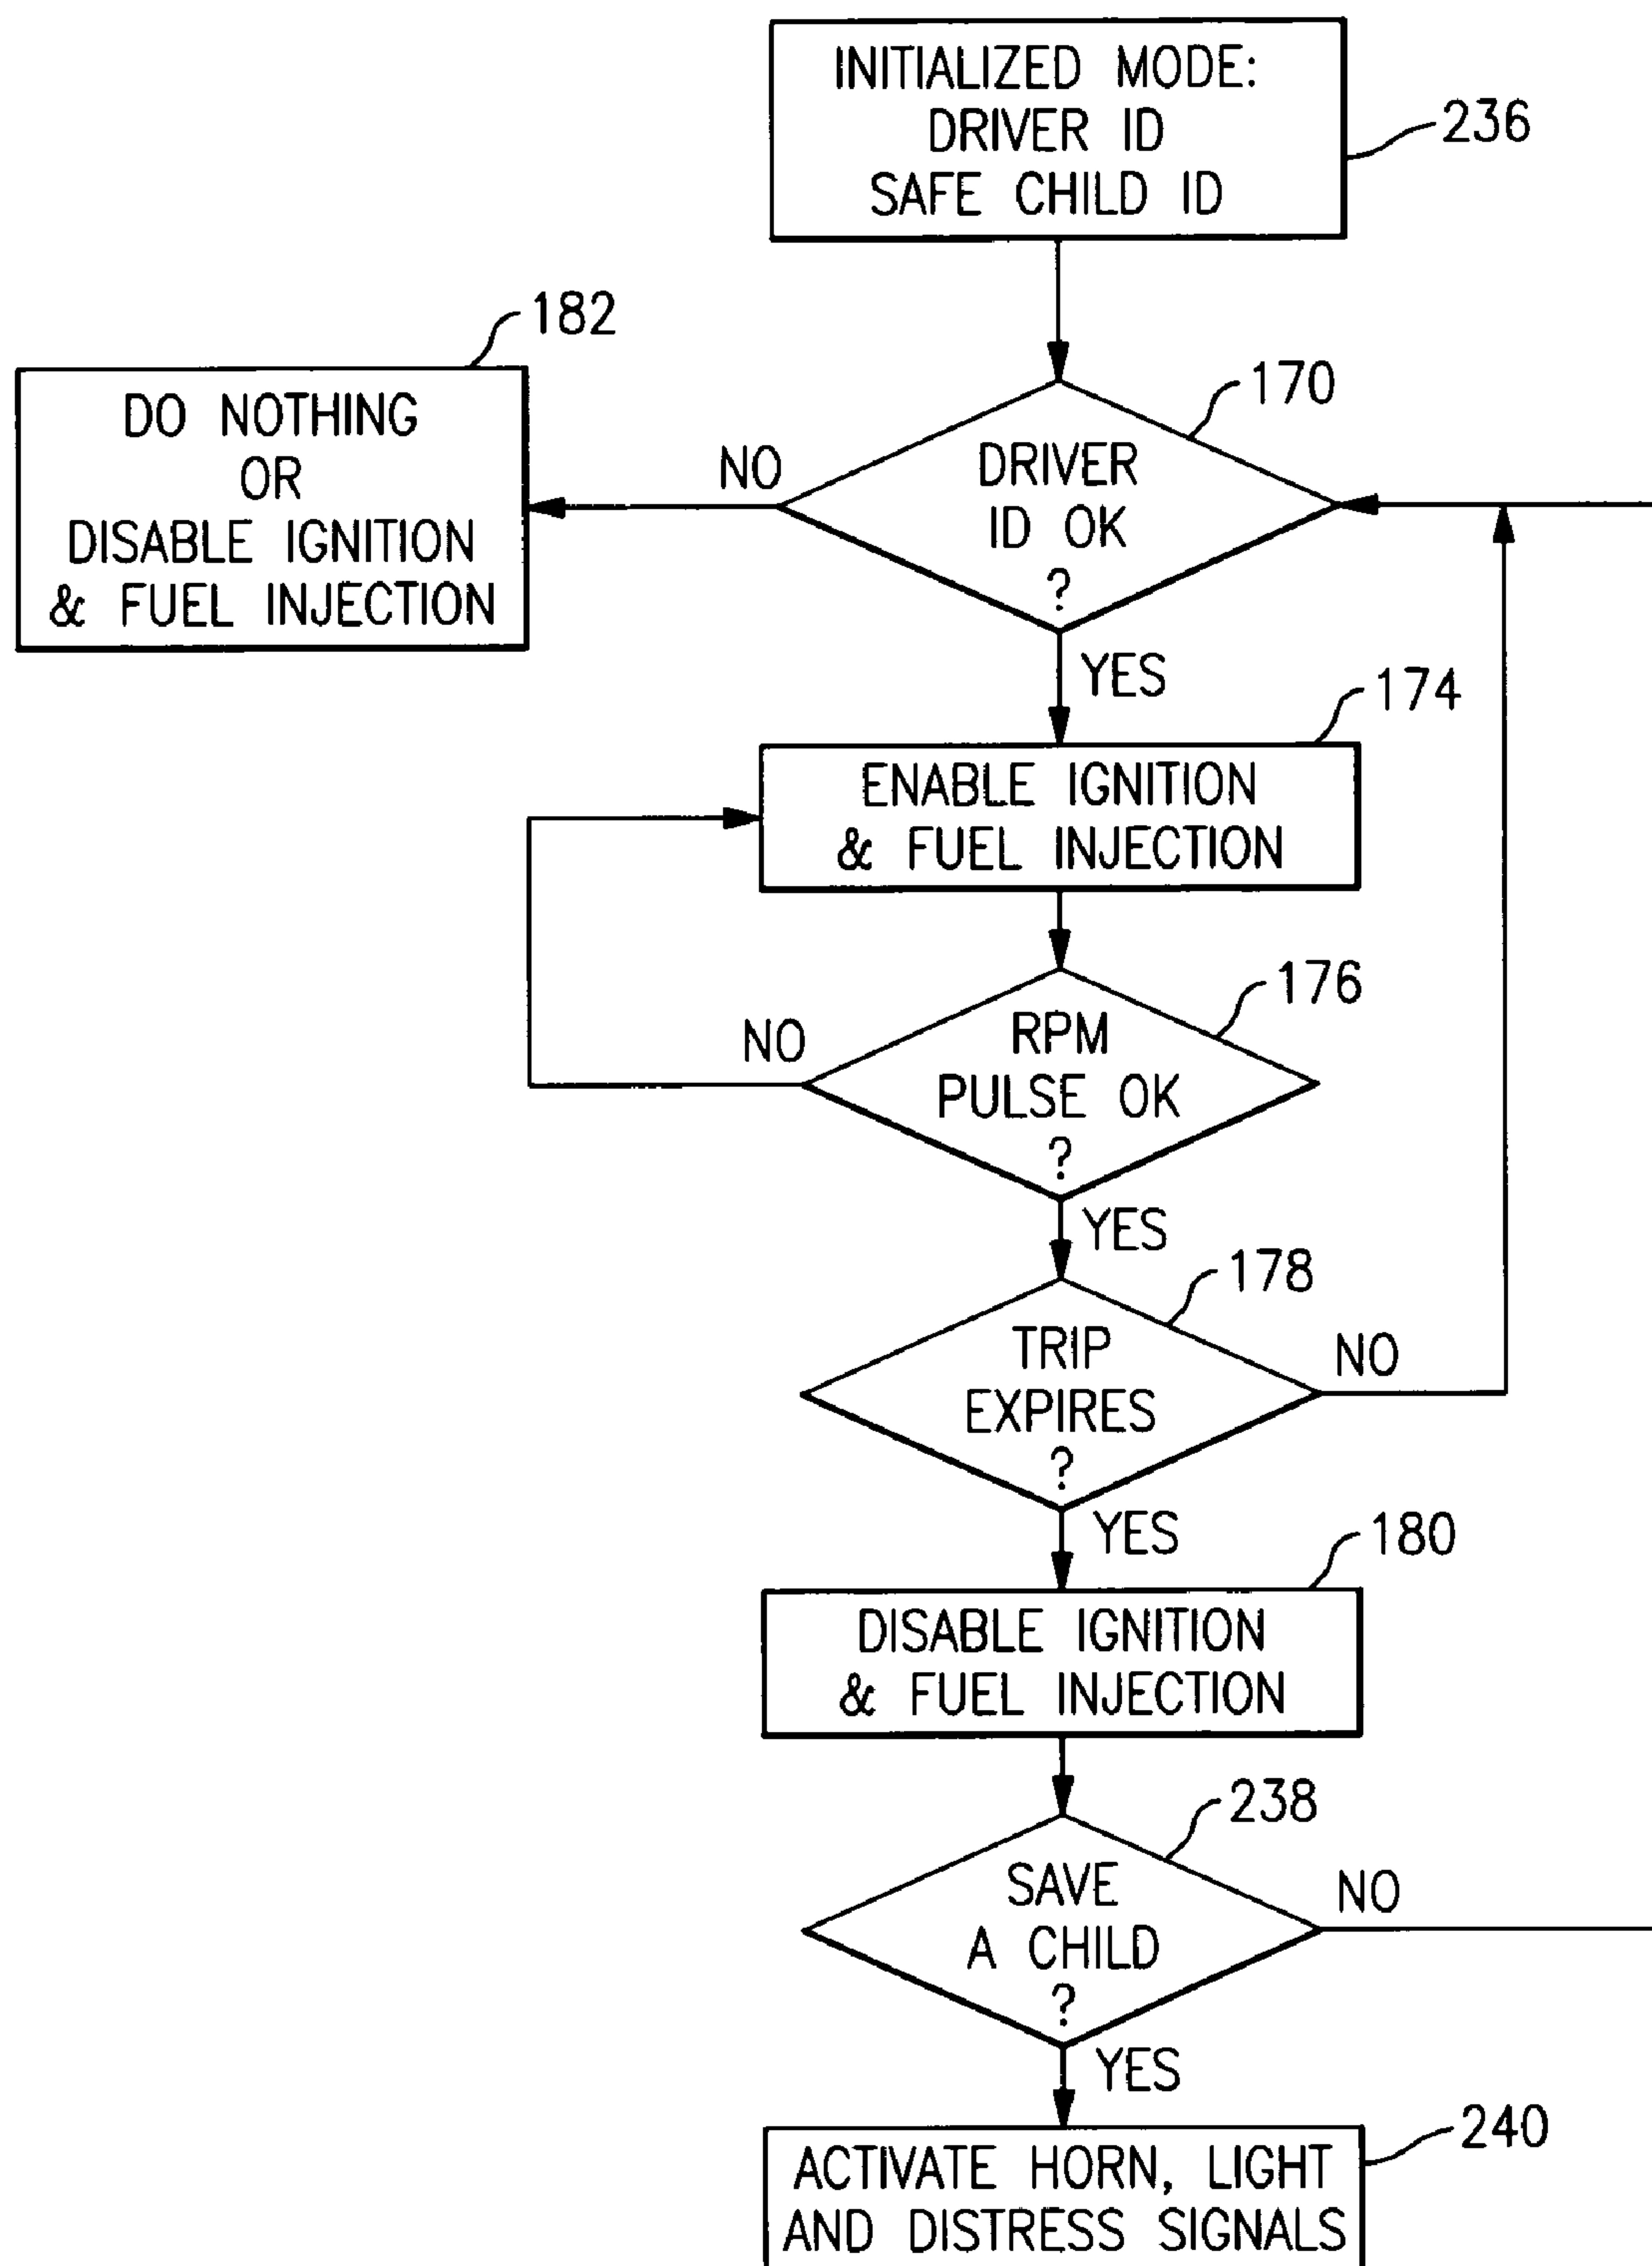 INITIALIZED MODE:
DRIVER ID
SAFE CHILD ID
236
182
DO NOTHING
OR
DISABLE IGNITION
& FUEL INJECTION
170
NO
DRIVER
ID OK
?
YES
174
ENABLE IGNITION
& FUEL INJECTION
176
NO
RPM
PULSE OK
?
YES
178
TRIP
EXPIRES
?
NO
YES
180
DISABLE IGNITION
& FUEL INJECTION
238
SAVE
A CHILD
?
NO
YES
240
ACTIVATE HORN, LIGHT
AND DISTRESS SIGNALS